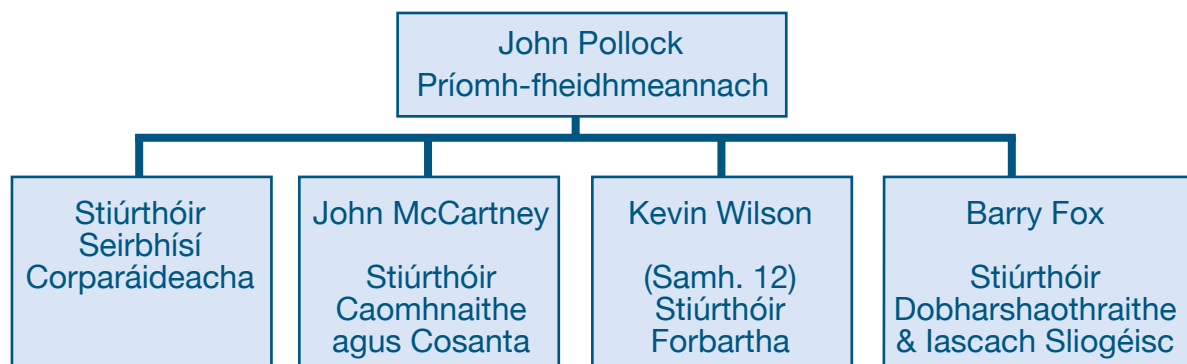 John Pollock
Príomh-fheidhmeannach
Stiúrthóir
Seirbhísí
Corparáideacha
John McCartney
Stiúrthóir
Caomhnaithe
agus Cosanta
Kevin Wilson
(Samh. 12)
Stiúrthóir
Forbartha
Barry Fox
Stiúrthóir
Dobharshaothraithe
& Iascach Sliogéisc